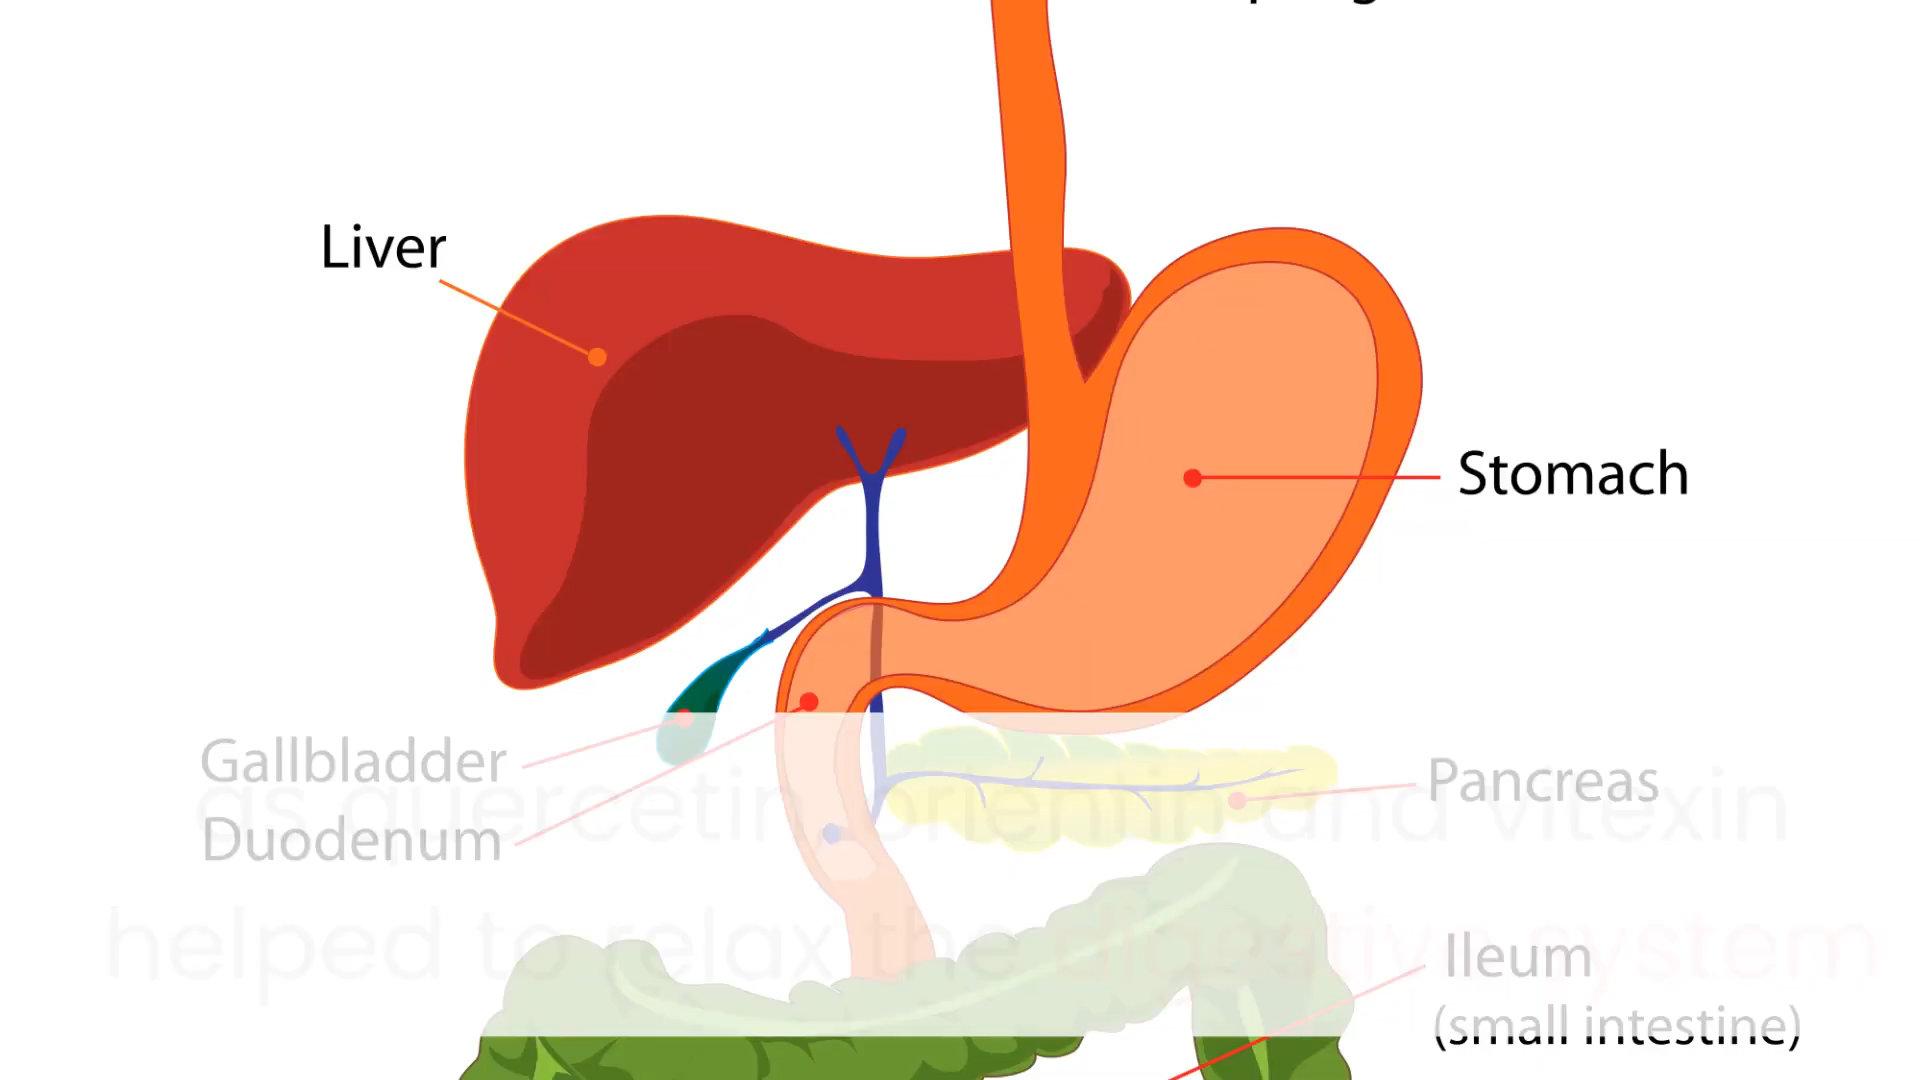 Liver
Stomach
Gallbladder
Pancreas
as quercetin, orientin and vitexin
Duodenum
helped to relax the digestive system
Ileum
(small intestine)